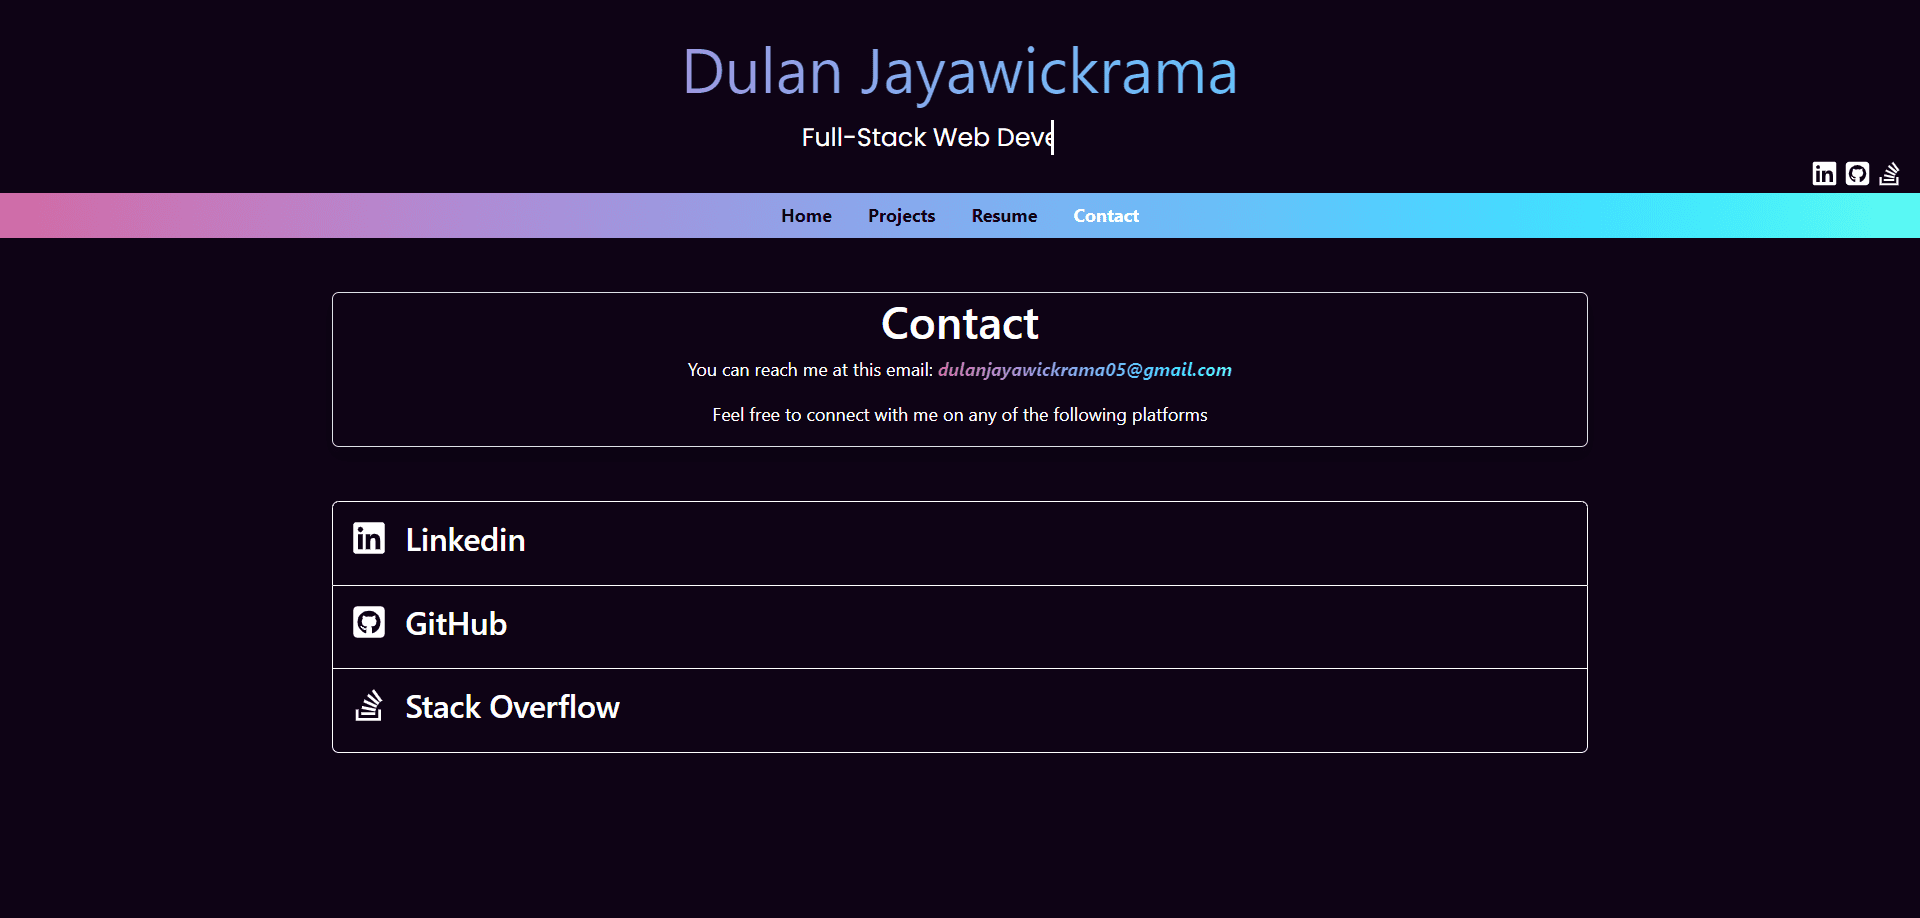 Dulan Jayawickrama
Full-Stack Web Deve
Home Projects Resume Contact
Contact
You can reach me at this email: dulanjayawickrama05@gmail.com
Feel free to connect with me on any of the following platforms
Linkedin
GitHub
Stack Overflow